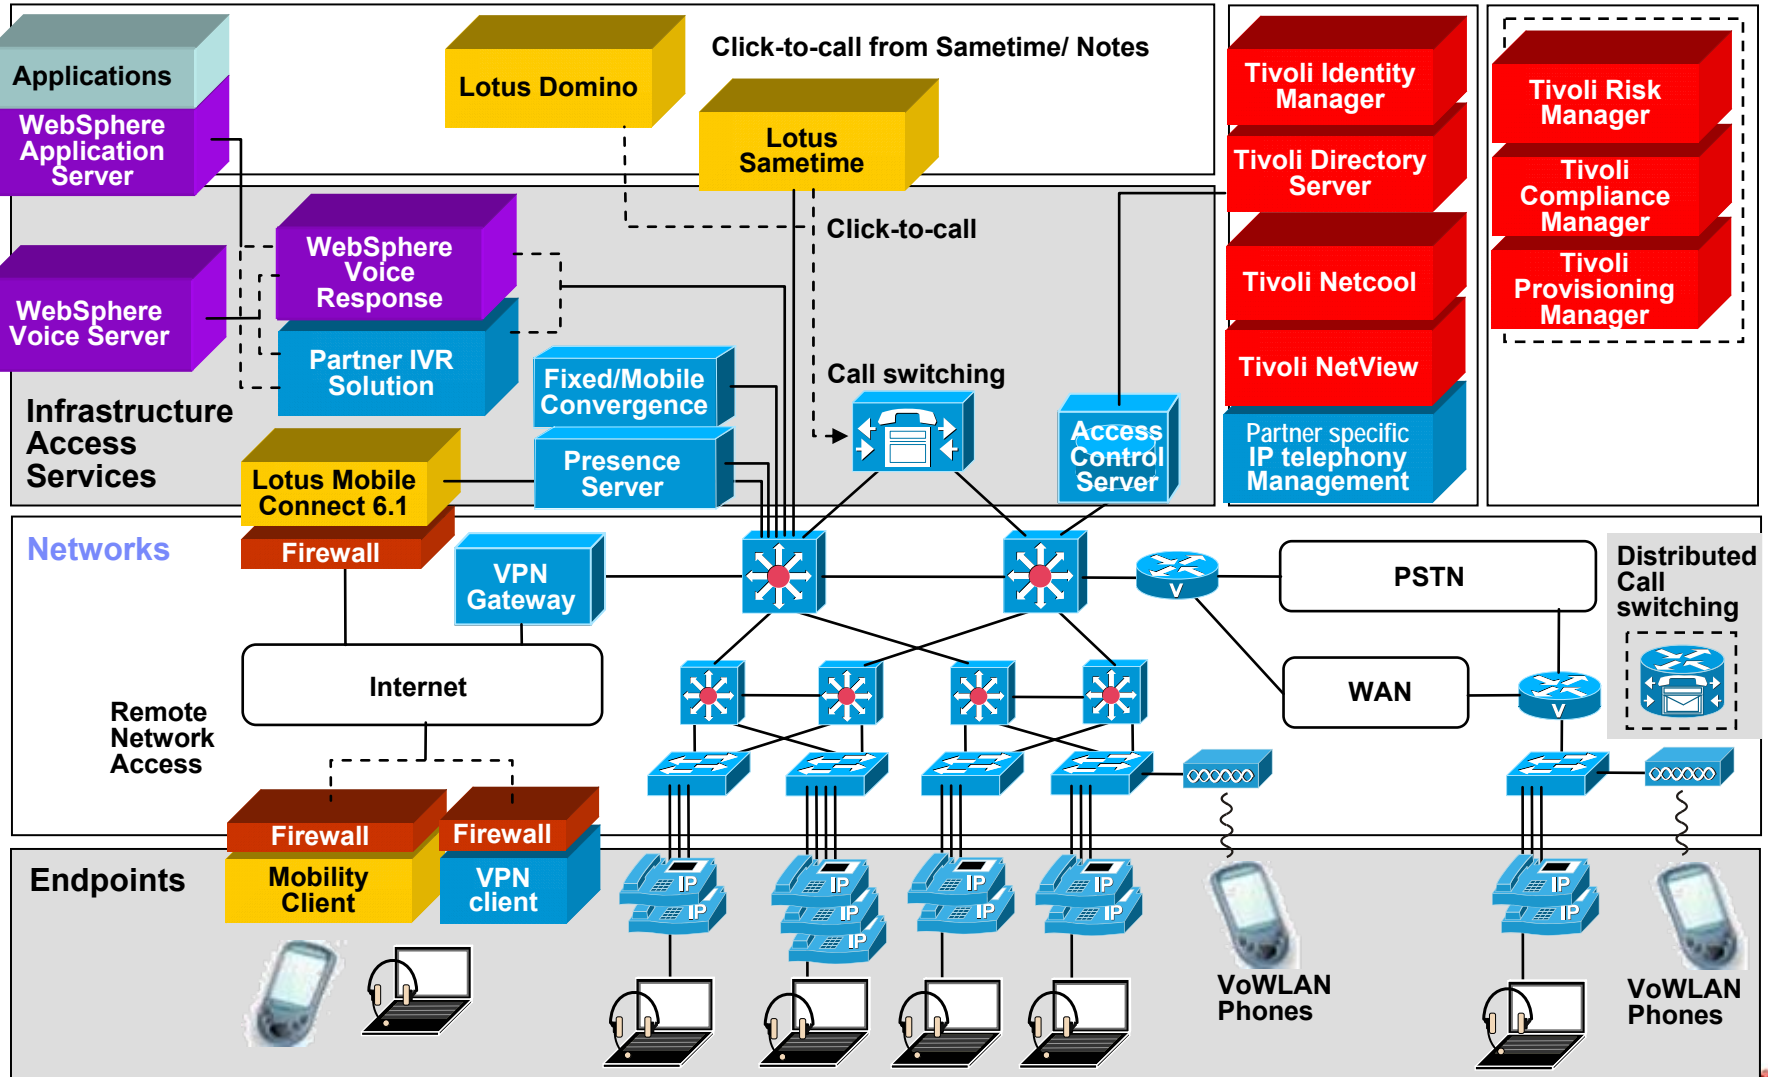 Applications
WebSphere
Application
Server
Lotus Domino
Click-to-call from Sametime/ Notes
Lotus
Sametime
Tivoli Identity
Manager
Tivoli Directory
Server
Tivoli Netcool
Tivoli NetView
Partner specific
IP telephony
Management
Tivoli Risk
Manager
Tivoli
Compliance
Manager
Tivoli
Provisioning
Manager
WebSphere
Voice Server
WebSphere
Voice
Response
Partner IVR
Solution
Click-to-call
Fixed/Mobile
Convergence
Call switching
Infrastructure
Access
Services
Lotus Mobile
Connect 6.1
Presence
Server
Access
Control
Server
Networks
Firewall
VPN
Gateway
PSTN
V
Distributed
Call
switching
Internet
WAN
V
Remote
Network
Access
Firewall
Firewall
Endpoints
Mobility
Client
VPN
client
IP
IP
IP
IP
IP
IP
IP
IP
IP
IP
IP
VoWLAN
Phones
VoWLAN
Phones